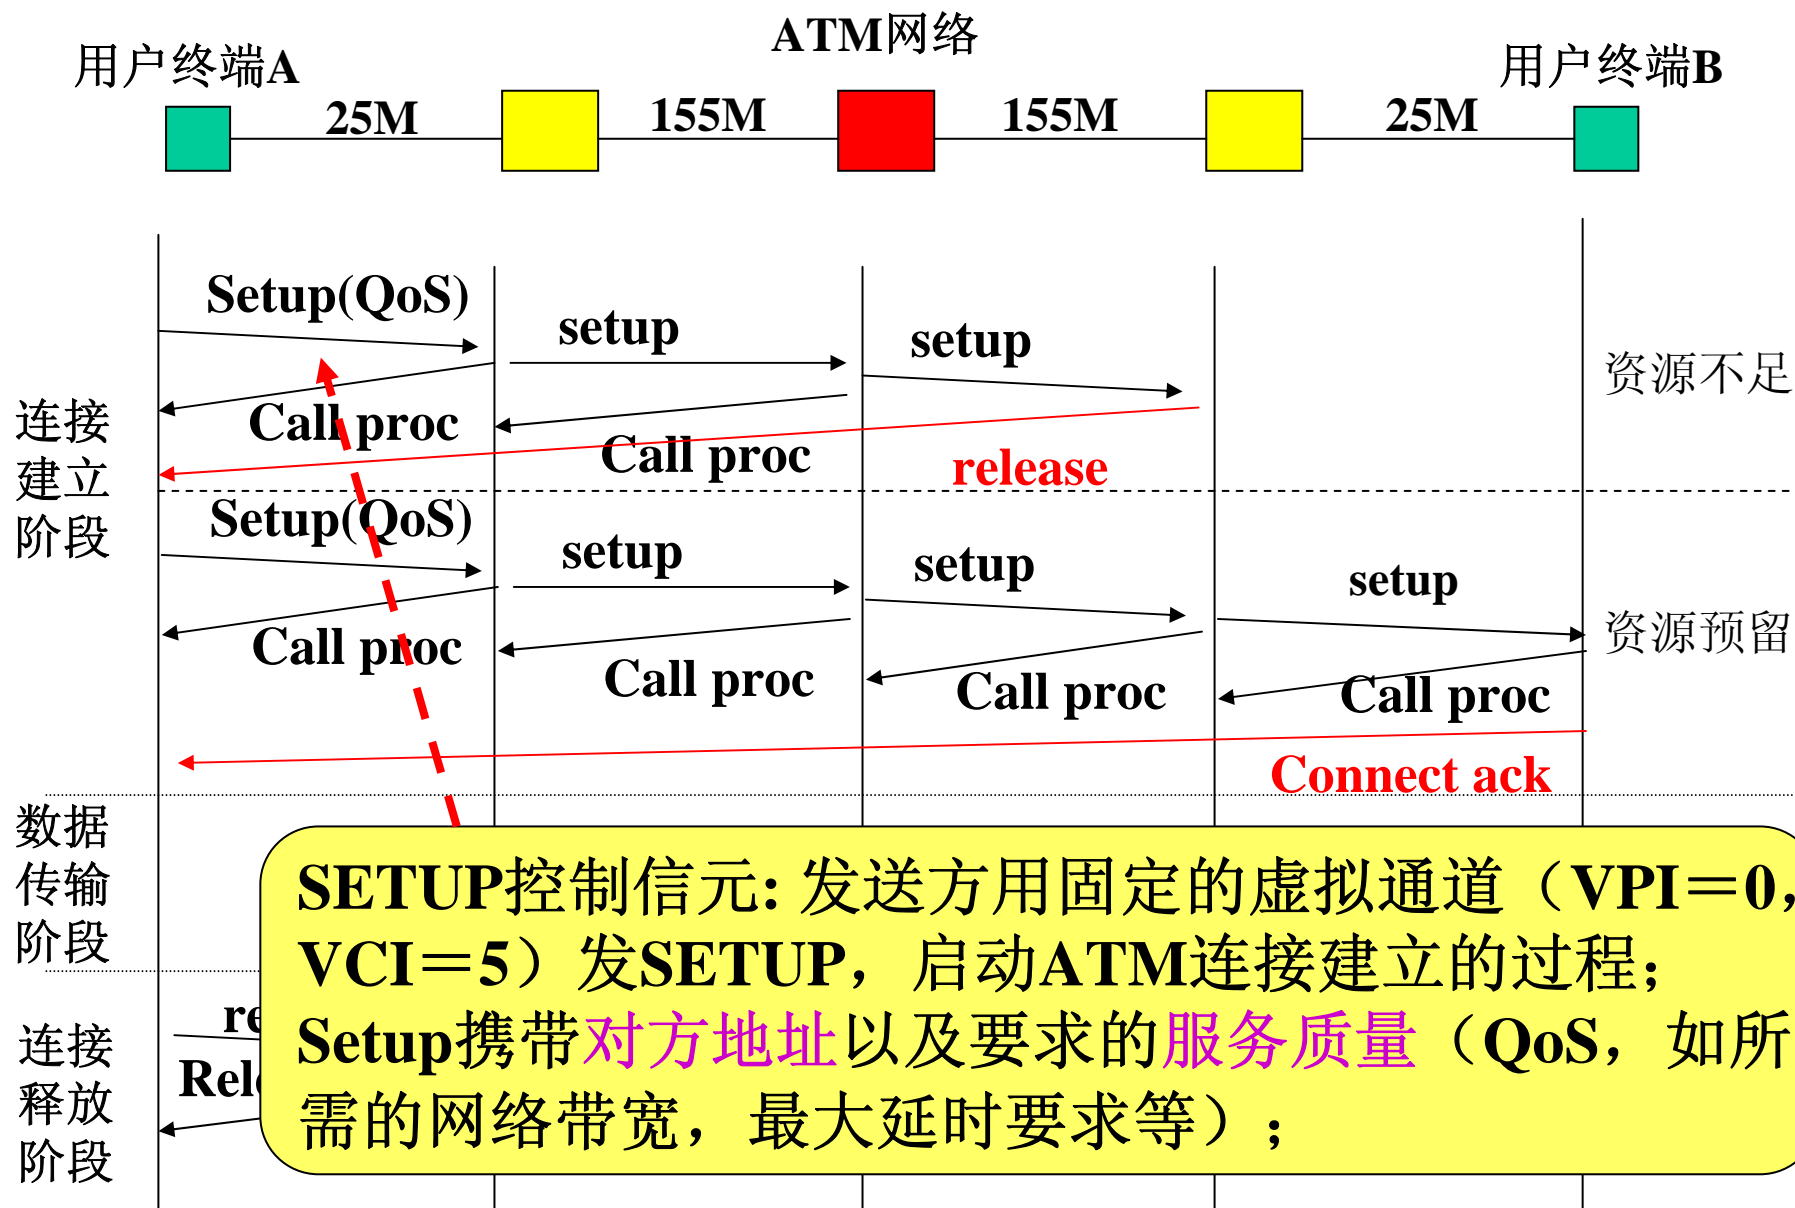 ATM网络
用户终端A
用户终端B
25M
155M
155M
25M
Setup(QoS)
setup
setup
资源不足
连接
建立
阶段
Call proc
Call proc
release
Setup(QoS)
setup
setup
setup
资源预留
Call proc
Call proc
Call proc
Call proc
Connect ack
数据
传输
阶段
SETUP控制信元: 发送方用固定的虚拟通道（VPI＝0,
VCI＝5）发SETUP，启动ATM连接建立的过程；
Setup携带对方地址以及要求的服务质量（QoS，如所
需的网络带宽，最大延时要求等）；
连接
释放
阶段
re
Rele